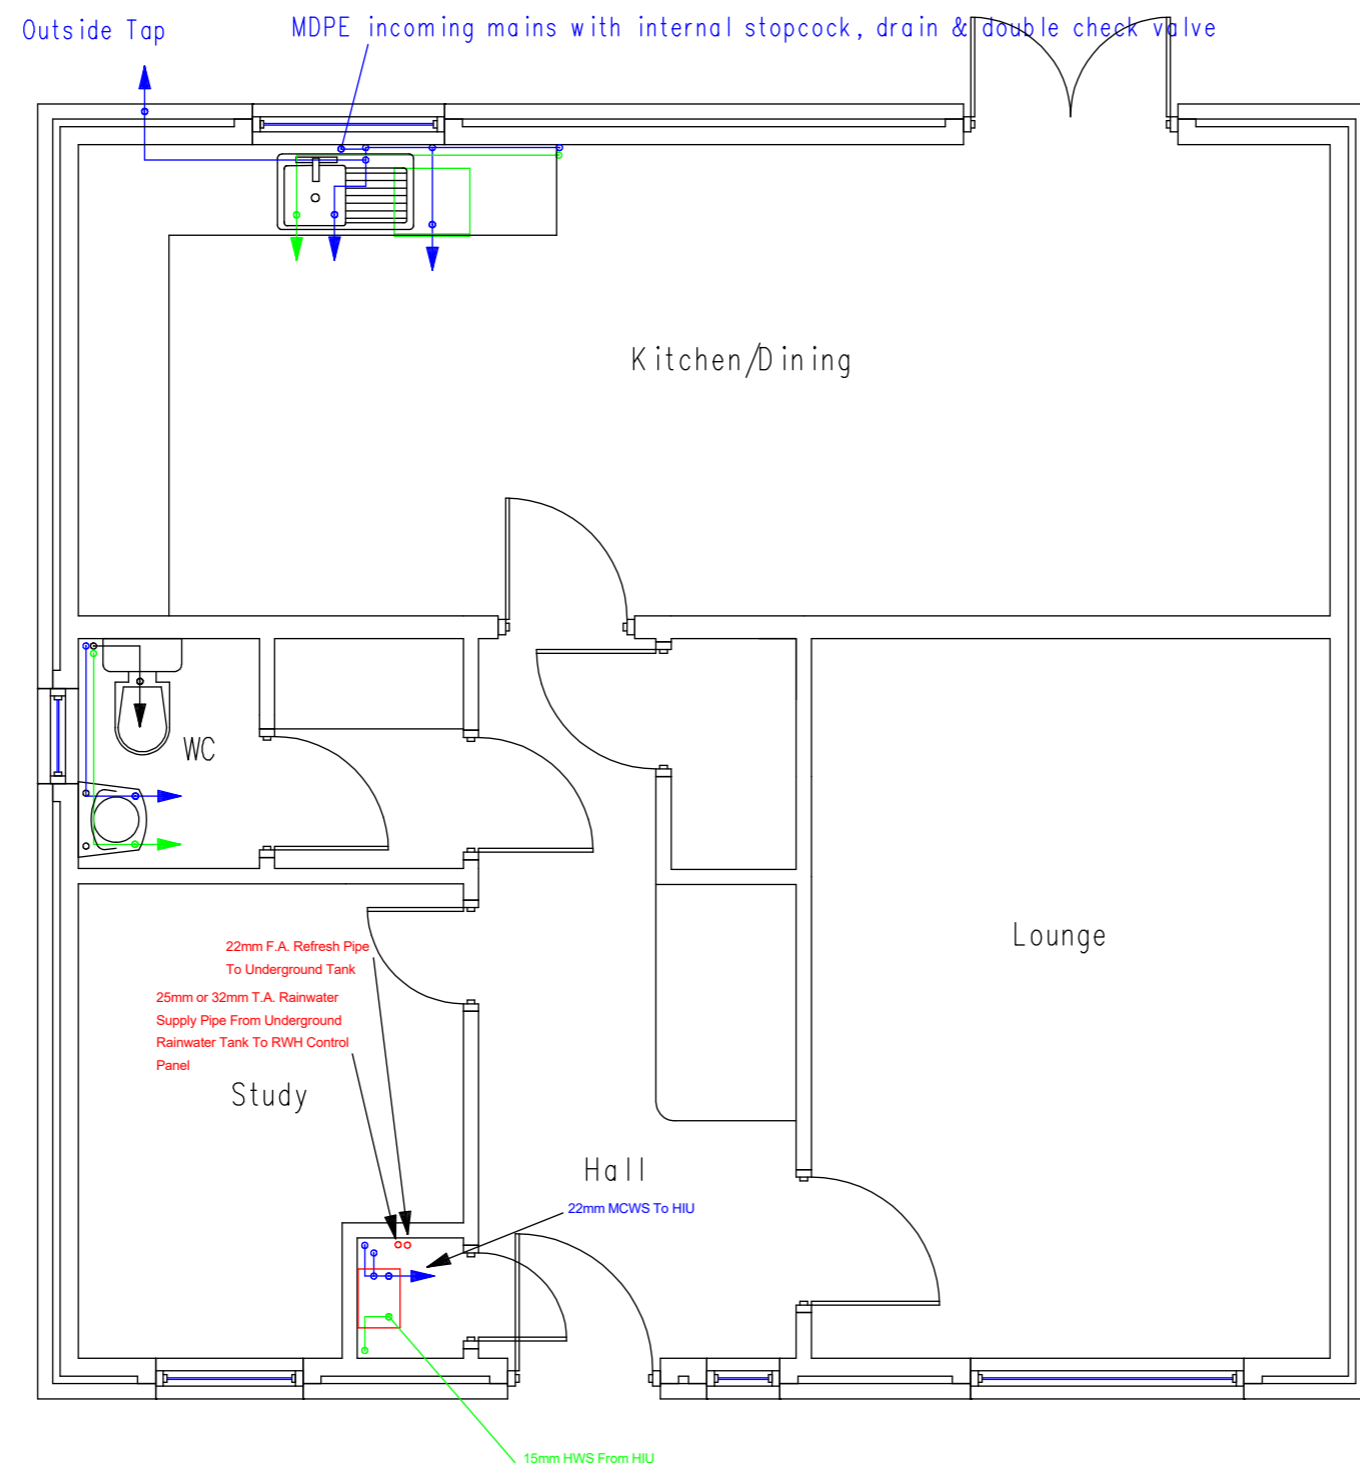 Outside Tap
MDPE incoming mains with internal stopcock, drain & double check valve
Kitchen/Dining
WC
Lounge
22mm F.A. Refresh Pipe
To Underground Tank
25mm or 32mm T.A. Rainwater
Supply Pipe From Underground
Rainwater Tank To RWH Control
Panel
Study
Hall
22mm MCWS To HIU
15mm HWS From HIU